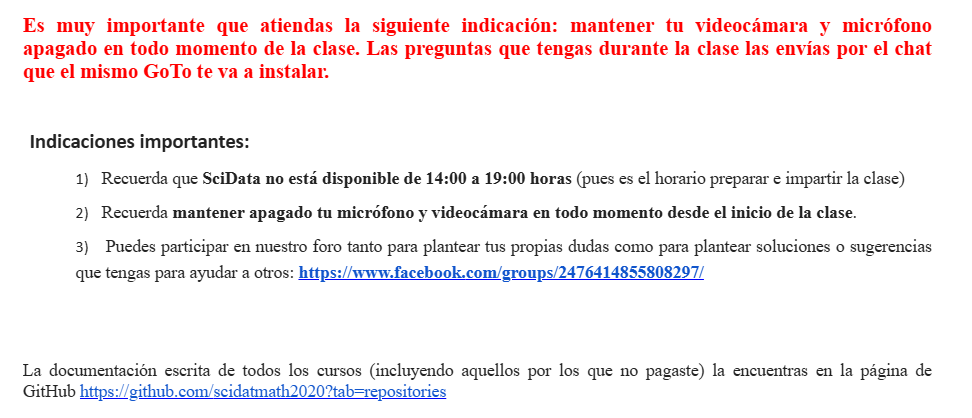 Es muy importante que atiendas la siguiente indicación: mantener tu videocámara y micrófono
apagado en todo momento de la clase. Las preguntas que tengas durante la clase las envías por el chat
que el mismo GoTo te va a instalar.
Indicaciones importantes:
1) Recuerda que SciData no está disponible de 14:00 a 19:00 horas (pues es el horario preparar e impartir la clase)
2) Recuerda mantener apagado tu micrófono y videocámara en todo momento desde el inicio de la clase.
3) Puedes participar en nuestro foro tanto para plantear tus propias dudas como para plantear soluciones o sugerencias
que tengas para ayudar a otros: https://www.facebook.com/groups/2476414855808297/
La documentación escrita de todos los cursos (incluyendo aquellos por los que no pagaste) la encuentras en la página de
GitHub https://github.com/scidatmath2020?tab=repositories